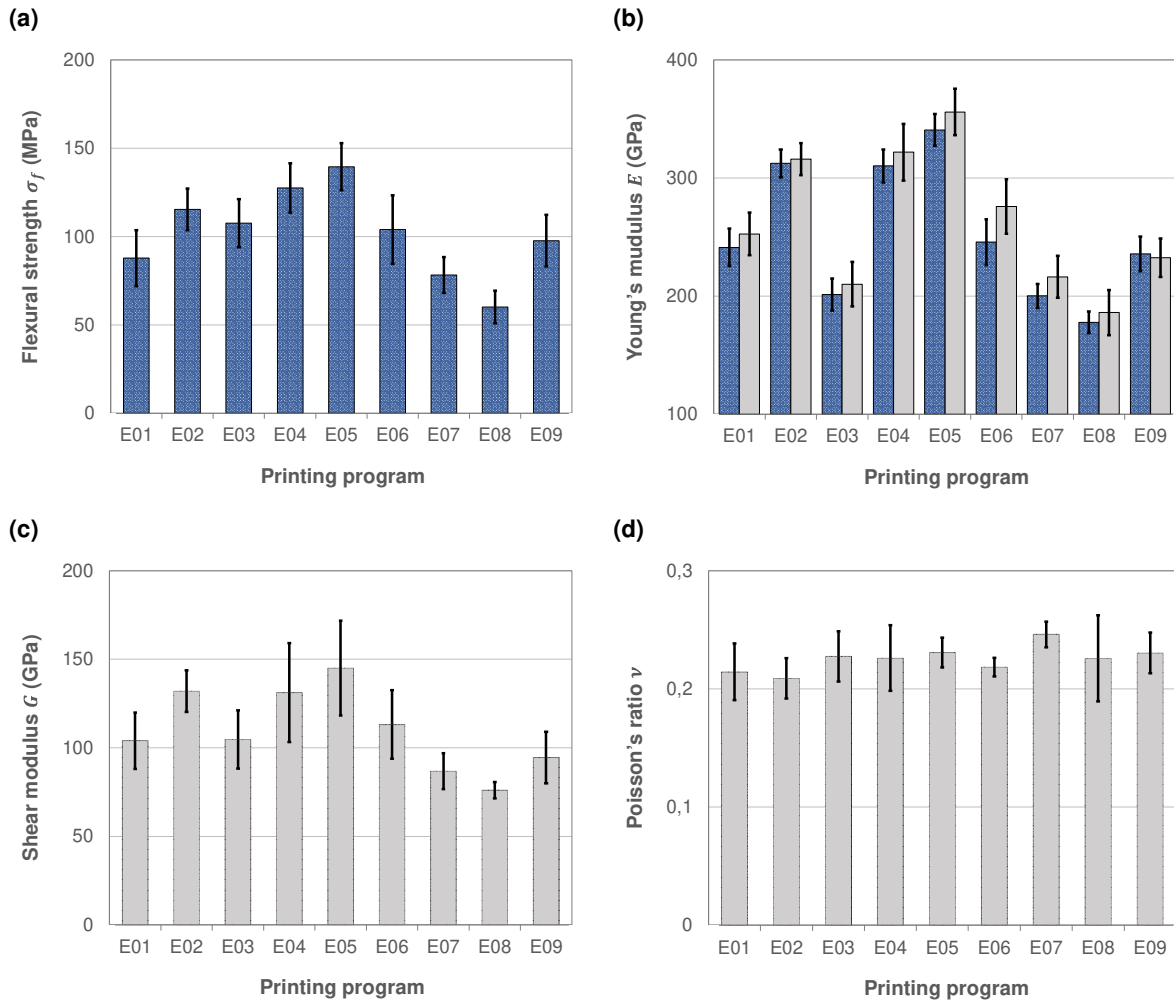 (a)
Flexural strength σf (MPa)
200
150
100
50
0
E01 E02 E03 E04 E05 E06 E07 E08 E09
Printing program
(b)
Young's mudulus E (GPa)
400
300
200
100
E01 E02 E03 E04 E05 E06 E07 E08 E09
Printing program
(c)
Shear modulus G (GPa)
200
150
100
50
0
E01 E02 E03 E04 E05 E06 E07 E08 E09
Printing program
(d)
Poisson's ratio ν
0,3
0,2
0,1
0
E01 E02 E03 E04 E05 E06 E07 E08 E09
Printing program